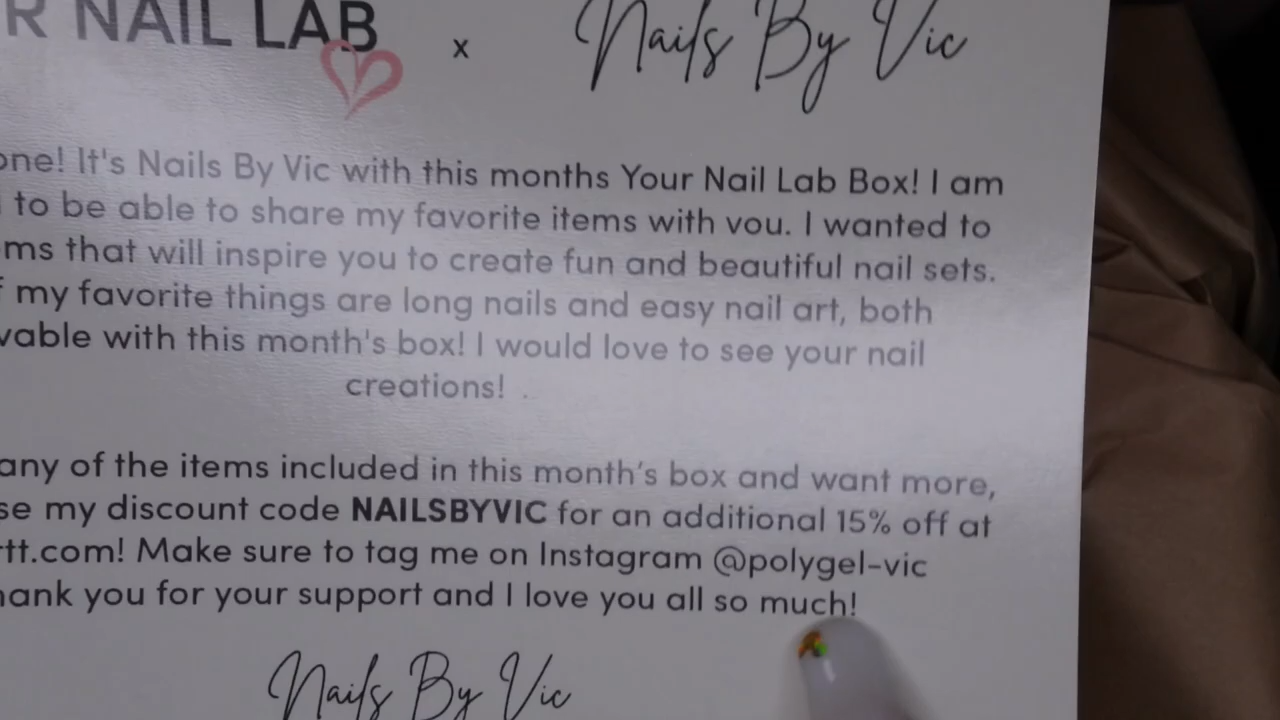 R NAIL LAB x Nails By Vic
one! It's Nails By Vic with this months Your Nail Lab Box! I am
to be able to share my favorite items with you. I wanted to
ms that will inspire you to create fun and beautiful nail sets.
f my favorite things are long nails and easy nail art, both
vable with this month's box! I would love to see your nail
creations! .
any of the items included in this month's box and want more,
se my discount code NAILSBYVIC for an additional 15% off at
rtt.com! Make sure to tag me on Instagram @polygel-vic
hank you for your support and I love you all so much!
Nails By Vic